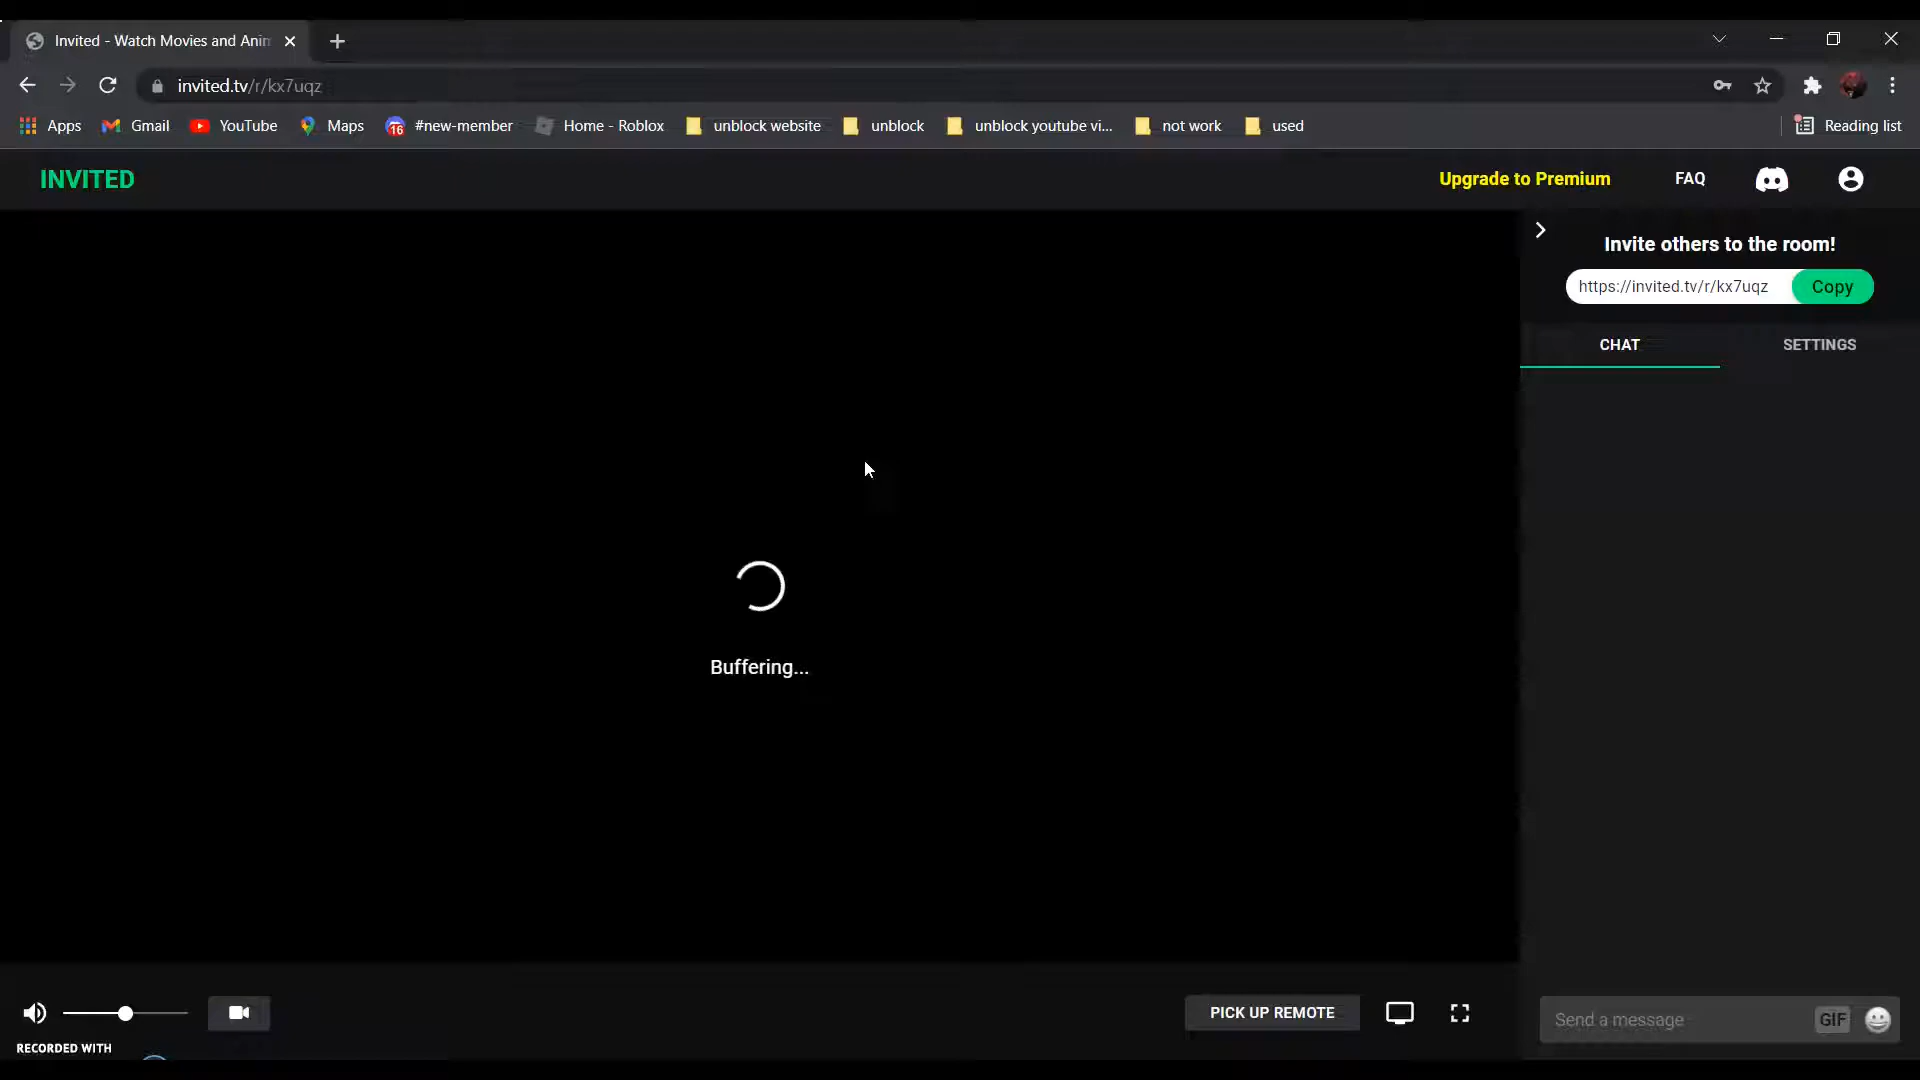 Invited - Watch Movies and Anim
invited.tv/r/kx7uqz
Apps
Gmail
YouTube
Maps
16
#new-member
Home - Roblox
unblock website
unblock
unblock youtube vi...
not work
used
Reading list
INVITED
Upgrade to Premium
FAQ
Invite others to the room!
https://invited.tv/r/kx7uqz
Copy
CHAT
SETTINGS
Buffering...
PICK UP REMOTE
Send a message
GIF
RECORDED WITH